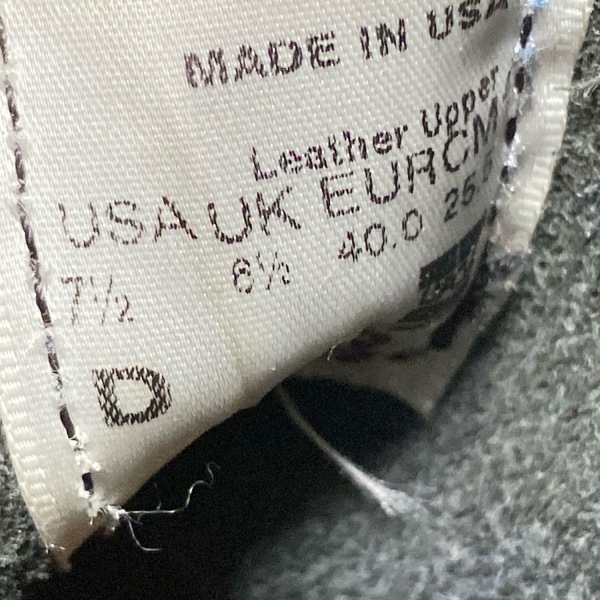 MADE IN USA
Leather Upper
USA UK EUR CM
7½ 6½ 40.0 25.5
D